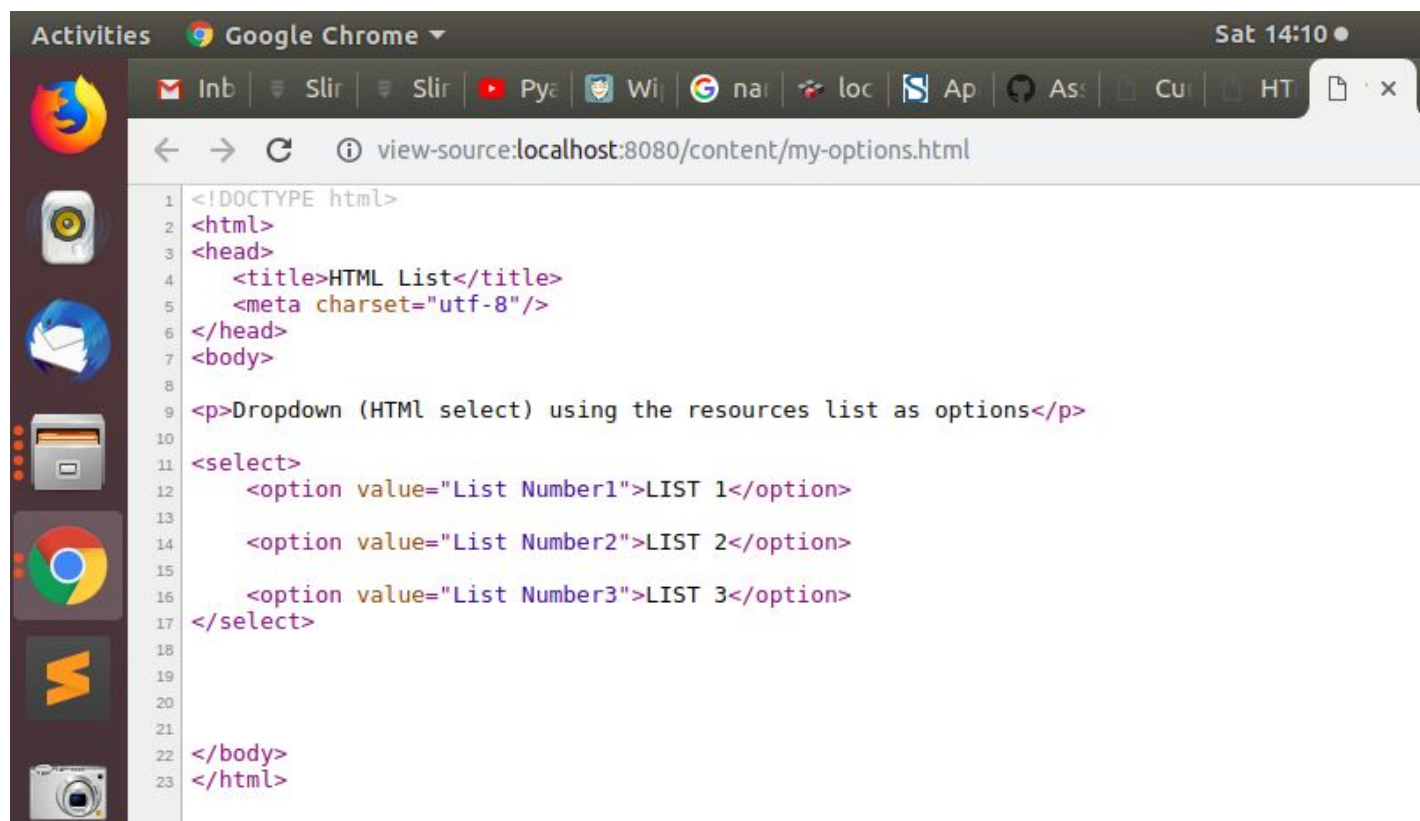 Activities Google Chrome Sat 14:10
Inb Slir Slir Pya Wi nai loc Ap As Cur HT
view-source:localhost:8080/content/my-options.html
1 <!DOCTYPE html>
2 <html>
3 <head>
4 <title>HTML List</title>
5 <meta charset="utf-8"/>
6 </head>
7 <body>
8
9 <p>Dropdown (HTMl select) using the resources list as options</p>
10
11 <select>
12 <option value="List Number1">LIST 1</option>
13
14 <option value="List Number2">LIST 2</option>
15
16 <option value="List Number3">LIST 3</option>
17 </select>
18
19
20
21
22 </body>
23 </html>